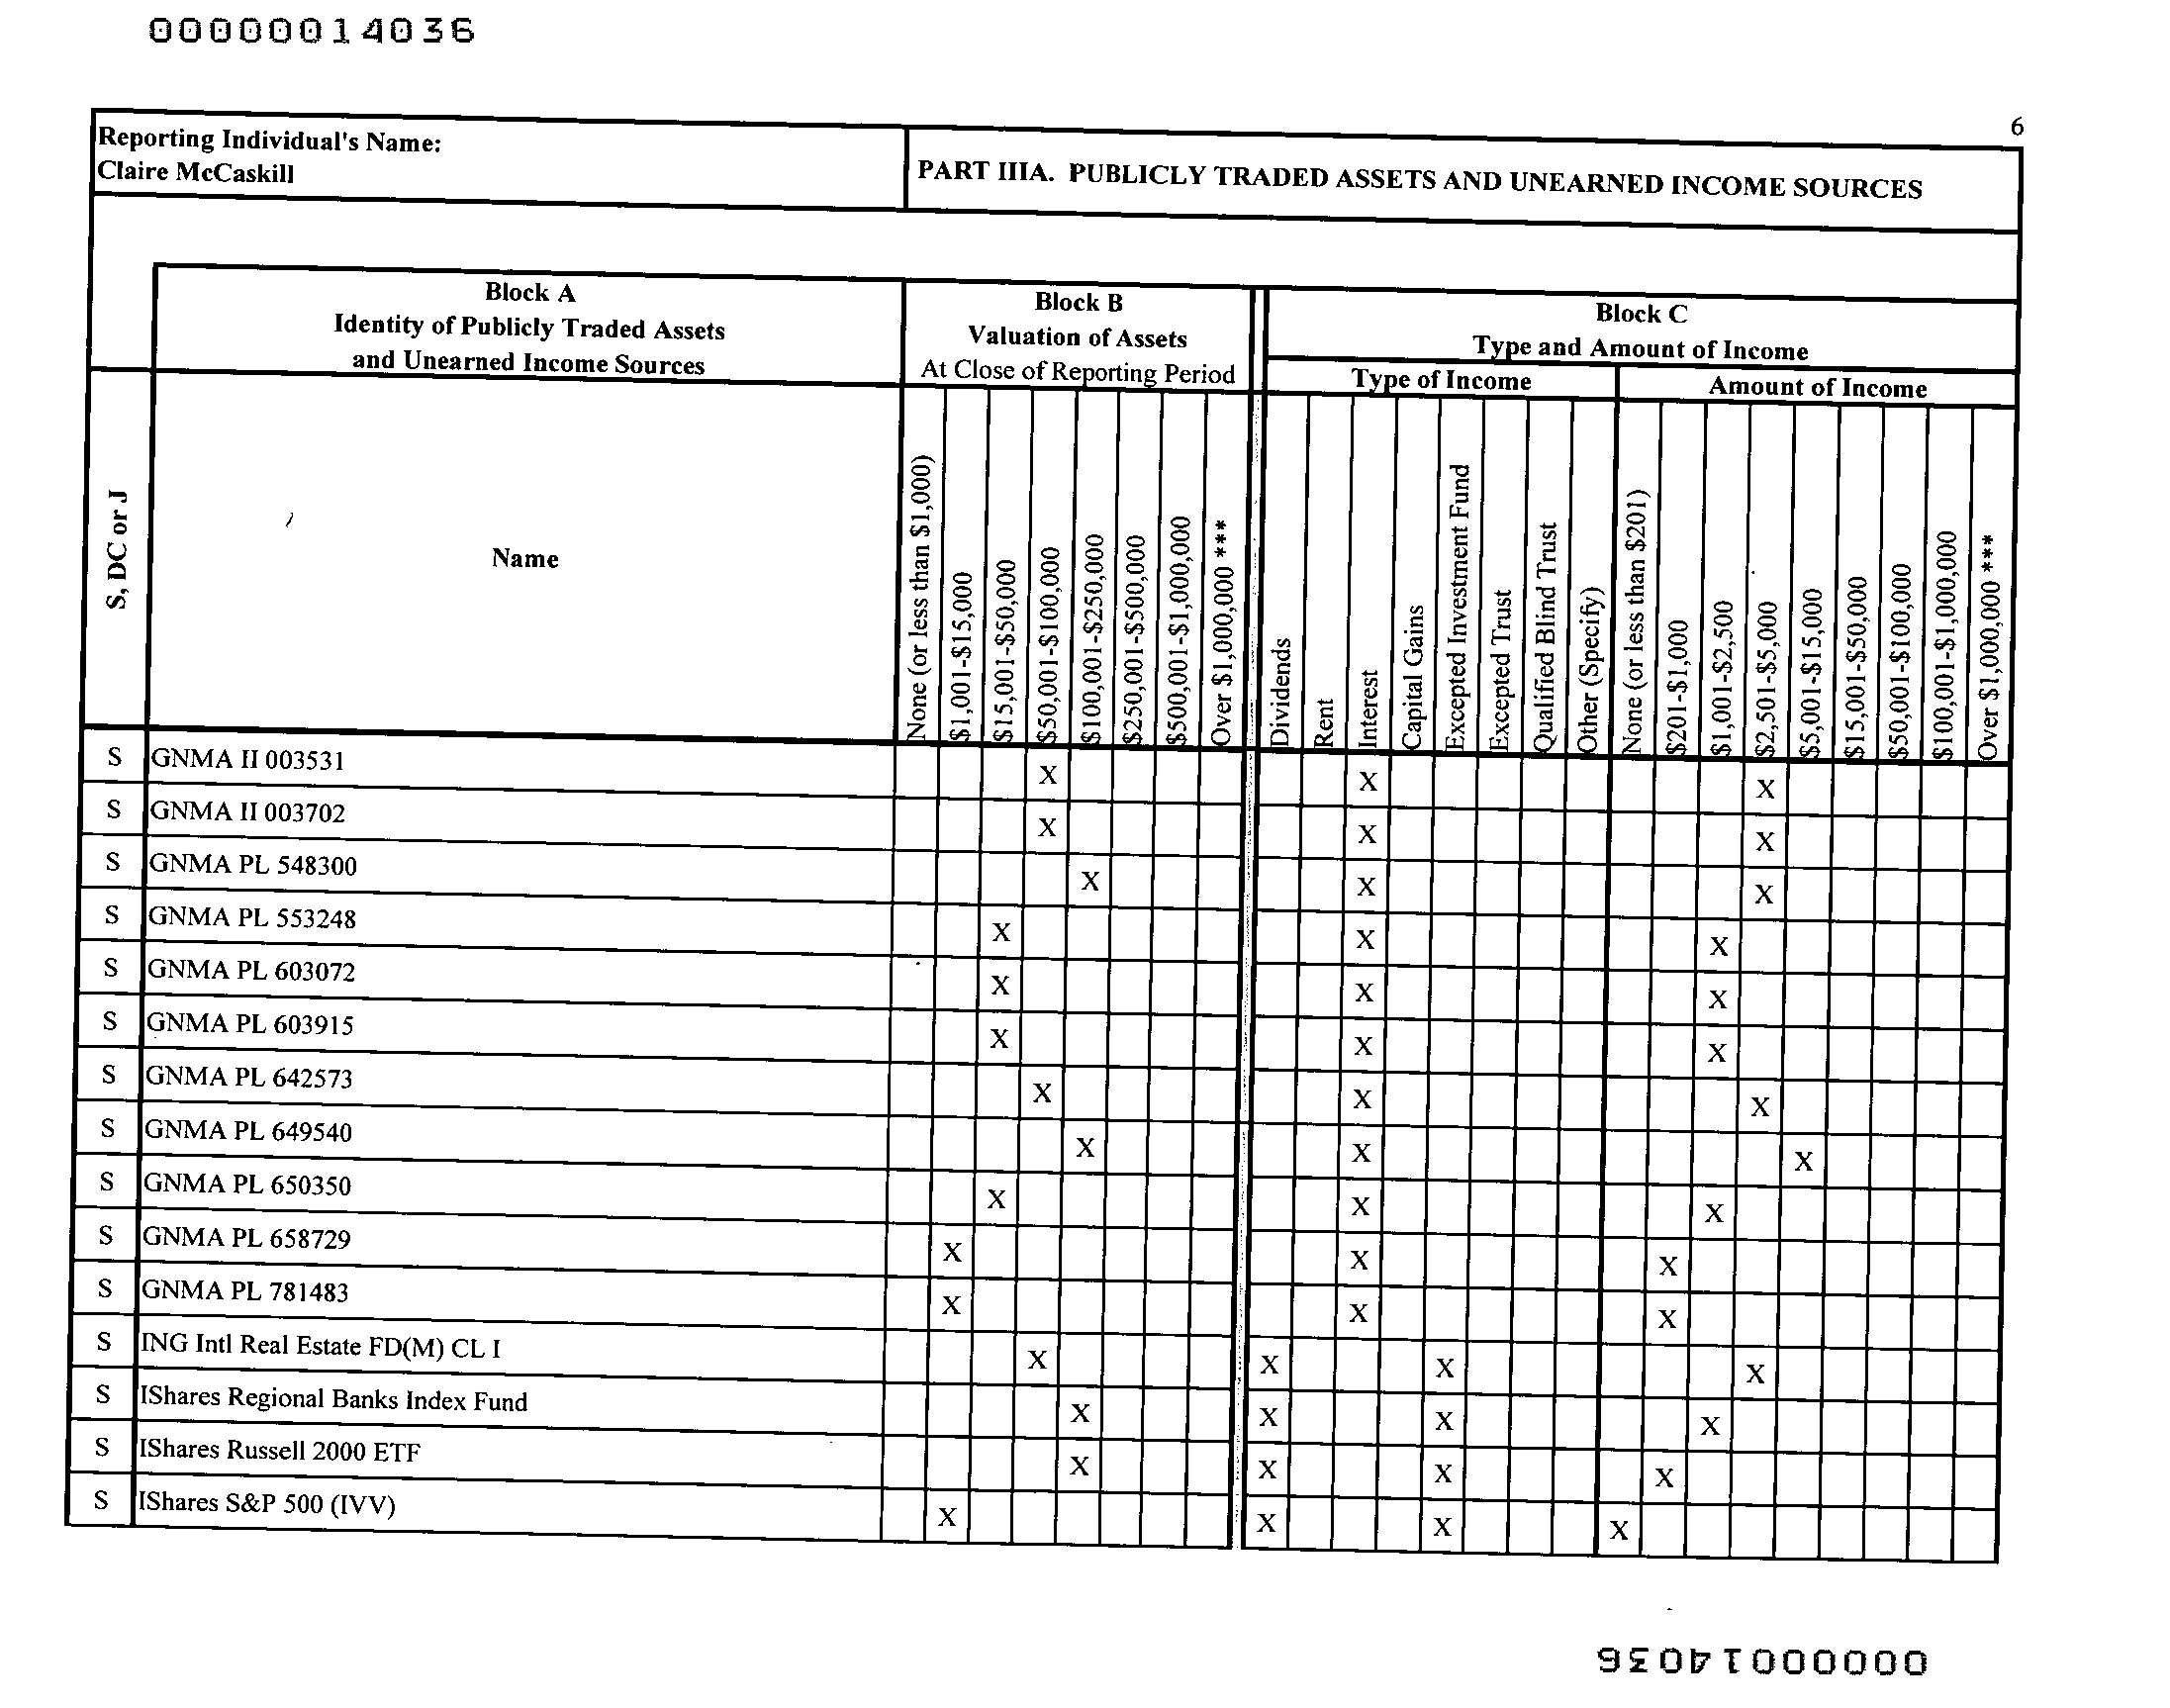 00000014036
6
Reporting Individual's Name:
Claire McCaskill
PART IIIA. PUBLICLY TRADED ASSETS AND UNEARNED INCOME SOURCES
Block A
Identity of Publicly Traded Assets
and Unearned Income Sources
Block B
Valuation of Assets
At Close of Reporting Period
Block C
Type and Amount of Income
Type of Income
Amount of Income
S, DC or J
Name
None (or less than $1,000)
$1,001-$15,000
$15,001-$50,000
$50,001-$100,000
$100,001-$250,000
$250,001-$500,000
$500,001-$1,000,000
Over $1,000,000 ***
Dividends
Rent
Interest
Capital Gains
Excepted Investment Fund
Excepted Trust
Qualified Blind Trust
Other (Specify)
None (or less than $201)
$201-$1,000
$1,001-$2,500
$2,501-$5,000
$5,001-$15,000
$15,001-$50,000
$50,001-$100,000
$100,001-$1,000,000
Over $1,000,000 ***
S GNMA II 003531 X X X
S GNMA II 003702 X X X
S GNMA PL 548300 X X X
S GNMA PL 553248 X X X
S GNMA PL 603072 X X X
S GNMA PL 603915 X X X
S GNMA PL 642573 X X X
S GNMA PL 649540 X X X
S GNMA PL 650350 X X X
S GNMA PL 658729 X X X
S GNMA PL 781483 X X X
S ING Intl Real Estate FD(M) CL I X X X X
S IShares Regional Banks Index Fund X X X X
S IShares Russell 2000 ETF X X X X
S IShares S&P 500 (IVV) X X X X
00000014036